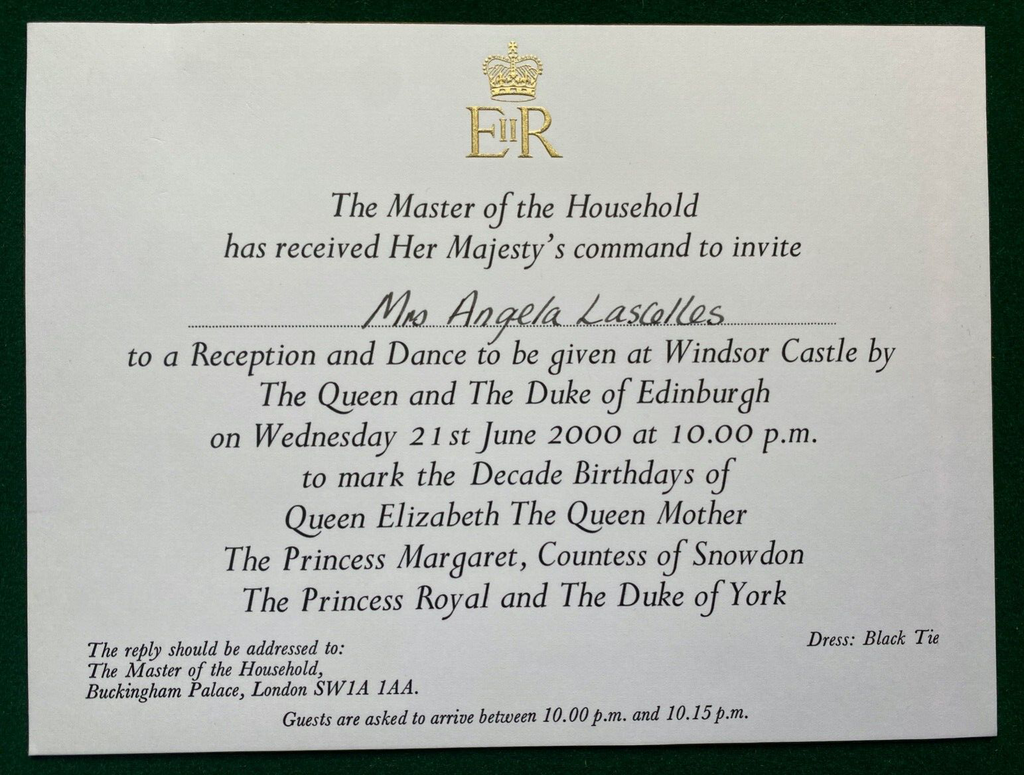 EIIR
The Master of the Household
has received Her Majesty's command to invite
Mrs Angela Lascelles
to a Reception and Dance to be given at Windsor Castle by
The Queen and The Duke of Edinburgh
on Wednesday 21st June 2000 at 10.00 p.m.
to mark the Decade Birthdays of
Queen Elizabeth The Queen Mother
The Princess Margaret, Countess of Snowdon
The Princess Royal and The Duke of York
Dress: Black Tie
The reply should be addressed to:
The Master of the Household,
Buckingham Palace, London SW1A 1AA.
Guests are asked to arrive between 10.00 p.m. and 10.15 p.m.